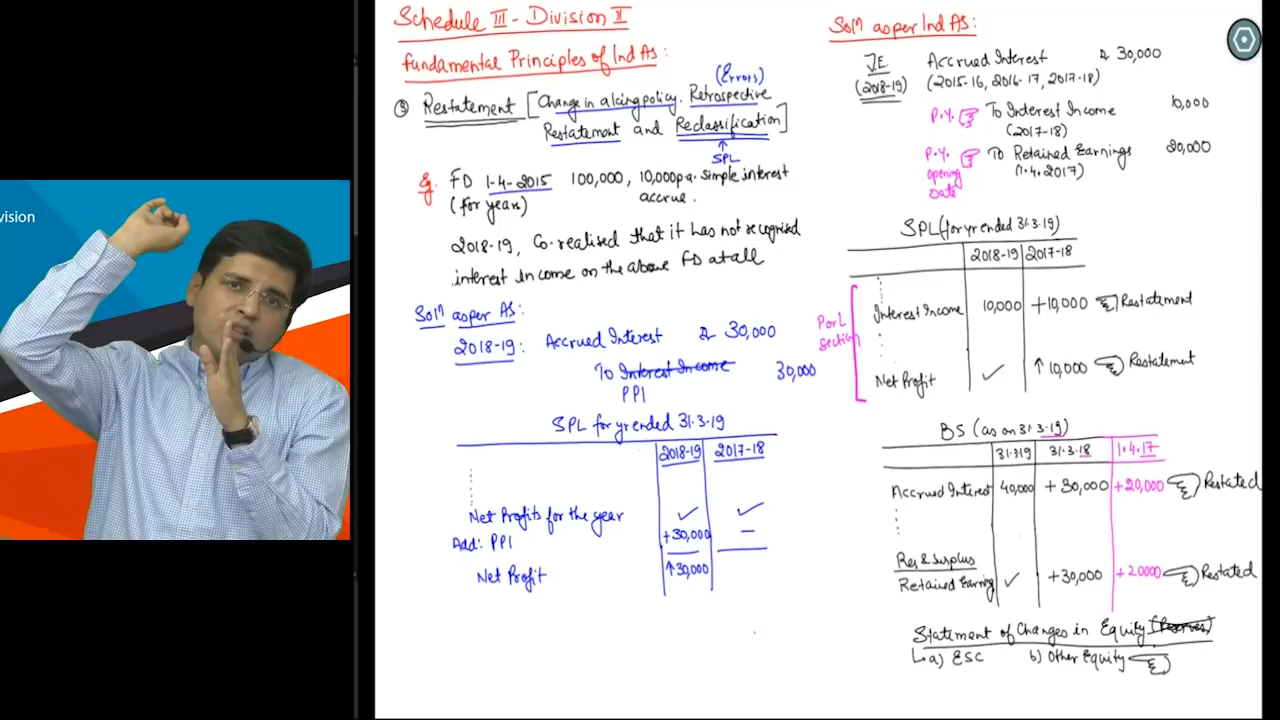 Schedule III - Division II
Fundamental Principles of Ind As:
(Errors)
③ Restatement [Change in a/cing policy. Retrospective
Restatement and Reclassification]
↑
SPL
Eg. FD 1-4-2015 100,000, 10,000 p.a. Simple interest
(for years) accrue.
2018-19, Co. realised that it has not recognised
interest income on the above FD at all
Soln asper AS:
2018-19: Accrued Interest Dr 30,000
To Interest Income 30,000
PPI
SPL for yr ended 31.3.19
2018-19 2017-18
Net Profits for the year ✓ ✓
Add: PPI +30,000 –
Net Profit ↑30,000
vision
Soln asper Ind AS:
J.E. Accrued Interest Dr 30,000
(2018-19) (2015-16, 2016-17, 2017-18)
P.Y. To Interest Income 10,000
(2017-18)
P.Y. To Retained Earnings 20,000
opening (1.4.2017)
Date
SPL (for yr ended 31.3.19)
2018-19 2017-18
P or L
section
Interest Income 10,000 +10,000 Restatement
Net Profit ✓ ↑10,000 Restatement
BS (as on 31.3.19)
31.3.19 31.3.18 1.4.17
Accrued Interest 40,000 +30,000 +20,000 Restated
Res & Surplus
Retained Earning ✓ +30,000 +20000 Restated
Statement of Changes in Equity (Reserves)
↳ a) ESC b) Other Equity